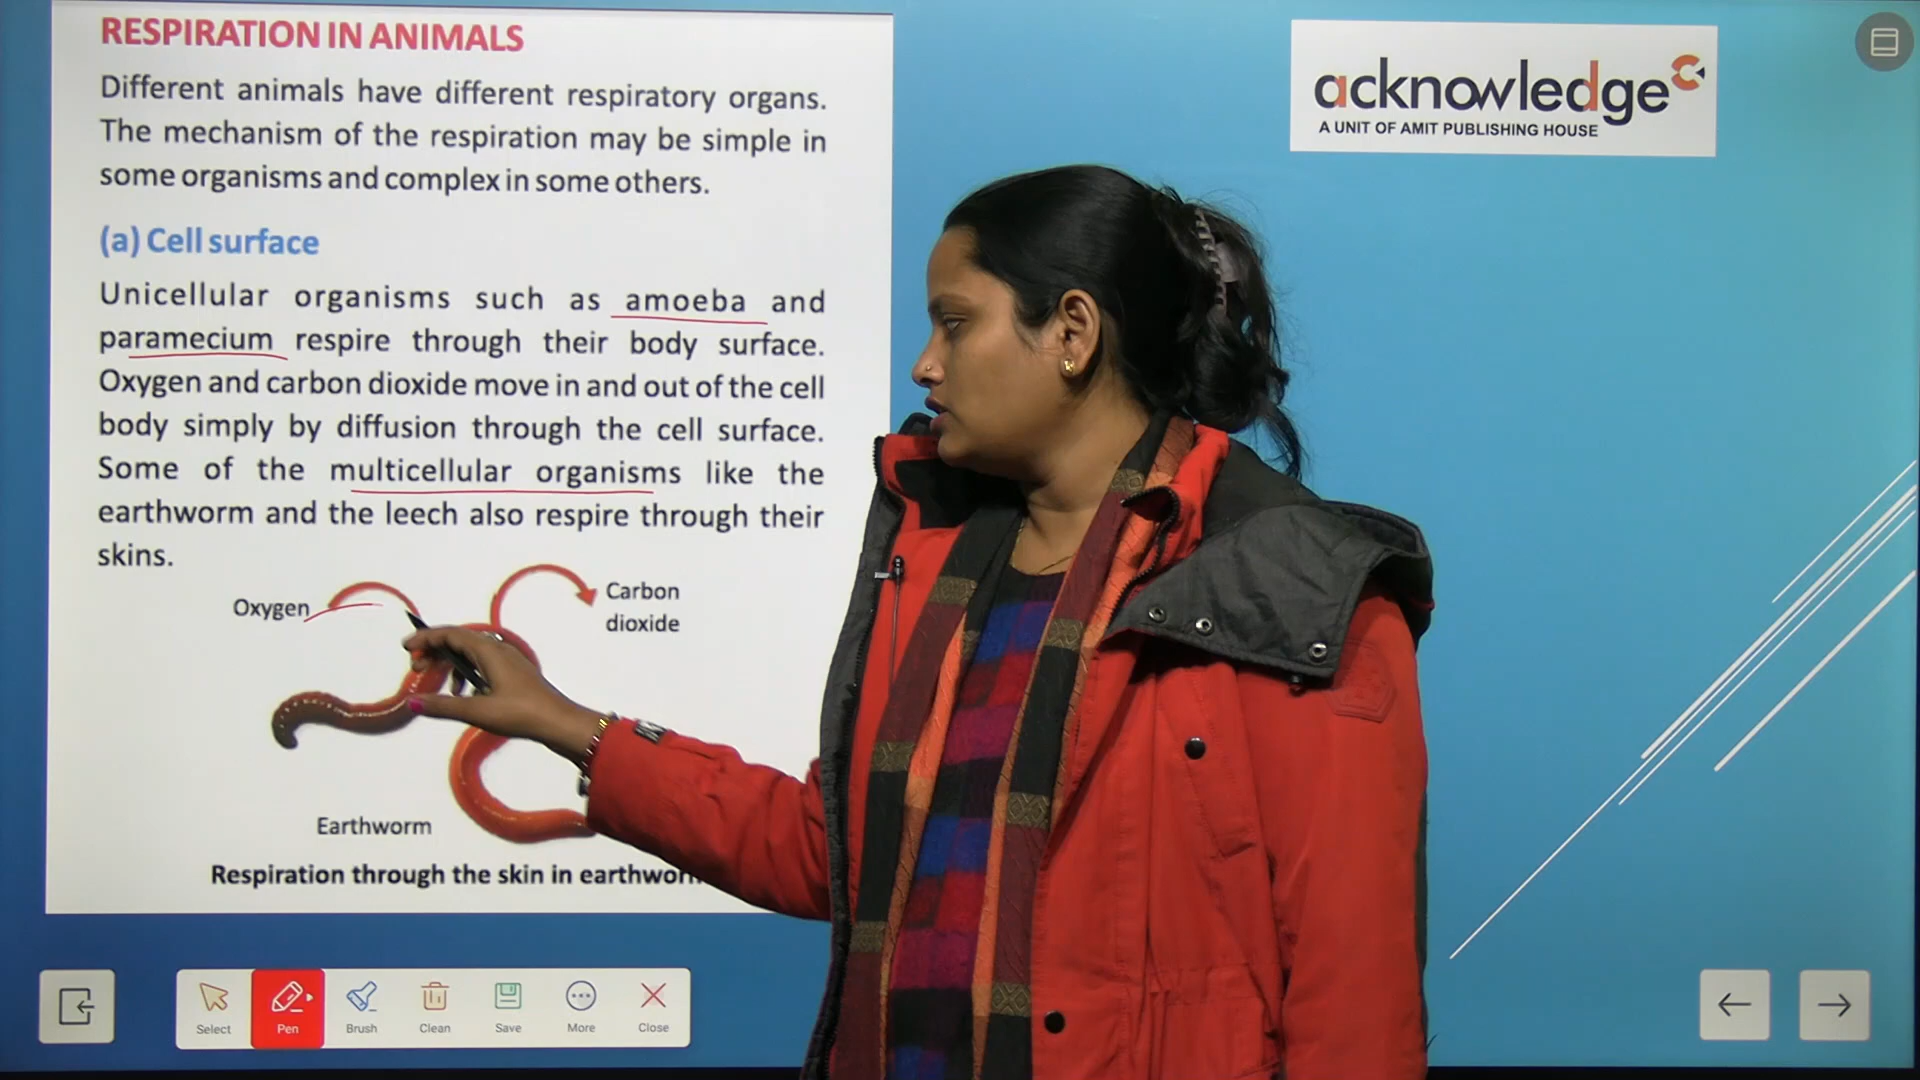 RESPIRATION IN ANIMALS
Different animals have different respiratory organs.
The mechanism of the respiration may be simple in
some organisms and complex in some others.
(a) Cell surface
Unicellular organisms such as amoeba and
paramecium respire through their body surface.
Oxygen and carbon dioxide move in and out of the cell
body simply by diffusion through the cell surface.
Some of the multicellular organisms like the
earthworm and the leech also respire through their
skins.
Oxygen
Carbon
dioxide
Earthworm
Respiration through the skin in
acknowledge
A UNIT OF AMIT PUBLISHING HOUSE
Select
Pen
Brush
Clean
Save
More
Close